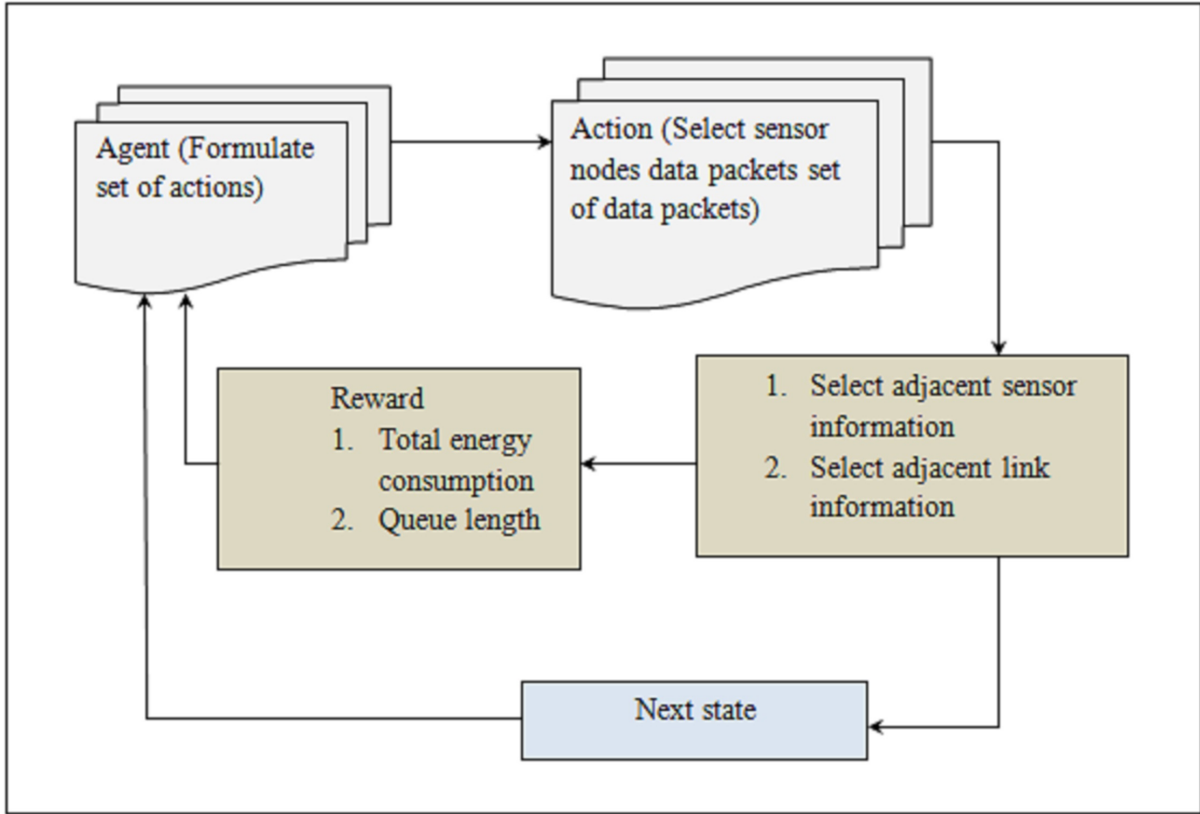 Agent (Formulate
set of actions)
Action (Select sensor
nodes data packets set
of data packets)
Reward
1. Total energy
consumption
2. Queue length
1. Select adjacent sensor
information
2. Select adjacent link
information
Next state